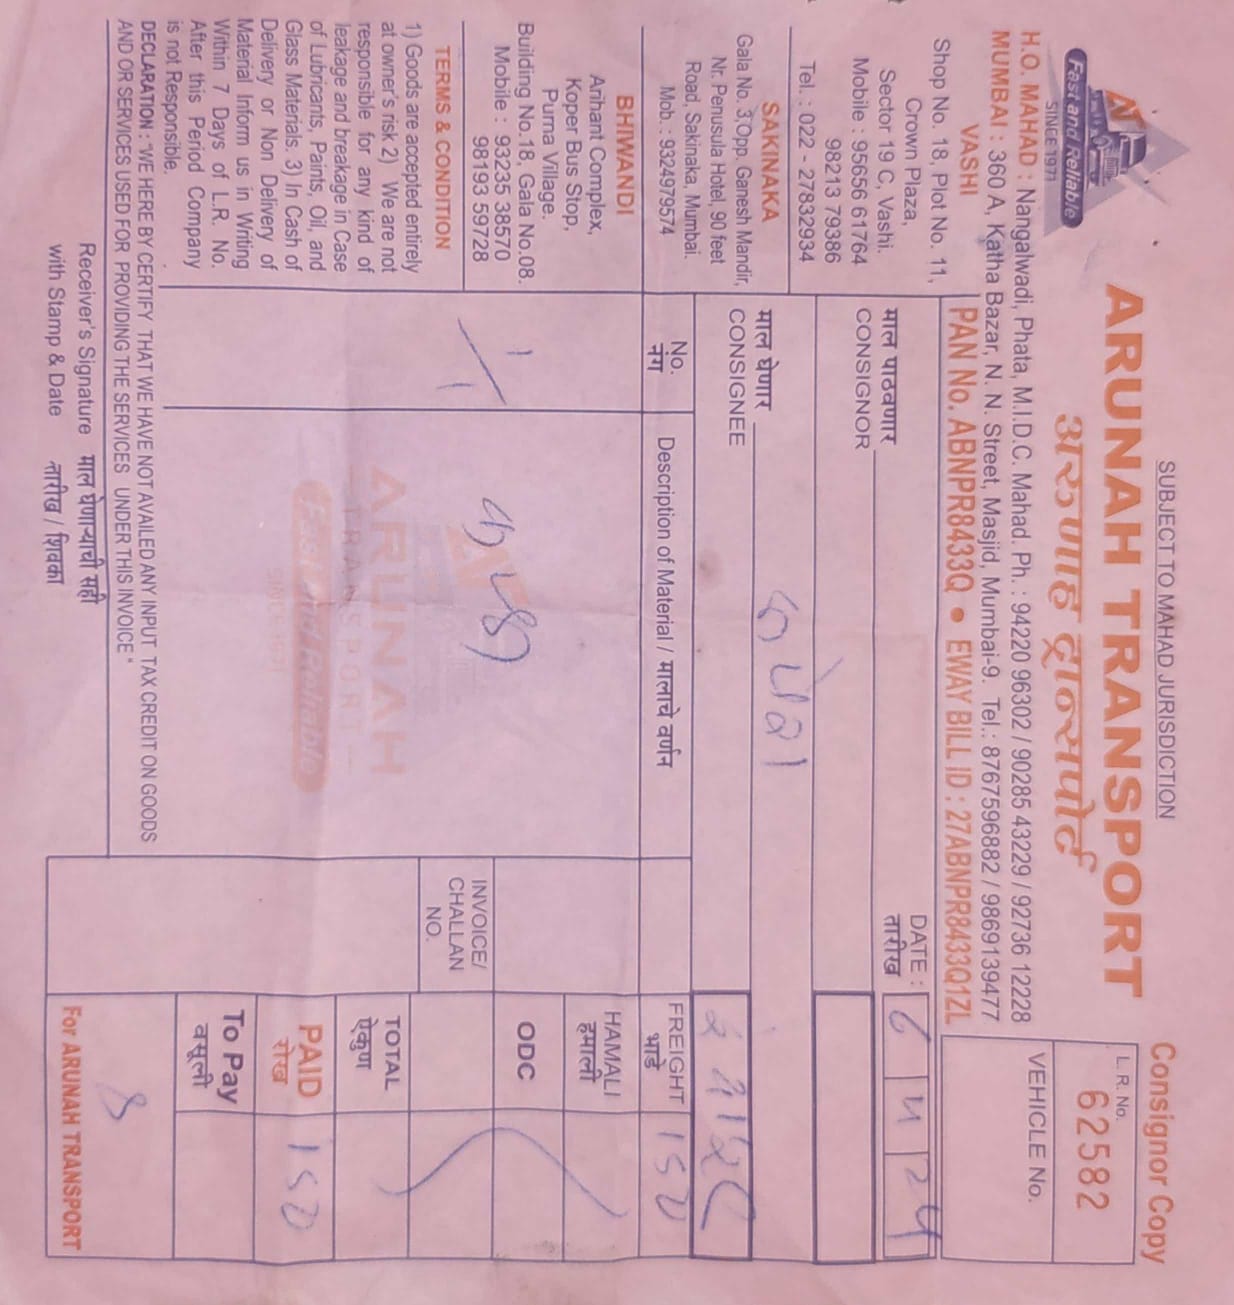 SUBJECT TO MAHAD JURISDICTION
Consignor Copy
Fast and Reliable
SINCE 1971
ARUNAH TRANSPORT
अरुणाह ट्रान्सपोर्ट
L. R. No.
62582
H.O. MAHAD : Nangalwadi, Phata, M.I.D.C. Mahad. Ph. : 94220 96302 / 90285 43229 / 92736 12228
MUMBAI : 360 A, Katha Bazar, N. N. Street, Masjid, Mumbai-9. Tel.: 8767596882 / 9869139477
VEHICLE No.
PAN No. ABNPR8433Q • EWAY BILL ID : 27ABNPR8433Q1ZL
VASHI
Shop No. 18, Plot No. 11,
Crown Plaza,
Sector 19 C, Vashi.
Mobile : 95656 61764
98213 79386
Tel. : 022 - 27832934
माल पाठवणार
CONSIGNOR
DATE :
तारीख
6 4 24
SAKINAKA
Gala No. 3 Opp. Ganesh Mandir,
Nr. Penusula Hotel, 90 feet
Road, Sakinaka, Mumbai.
Mob. : 9324979574
माल घेणार
CONSIGNEE
BHIWANDI
Arihant Complex,
Koper Bus Stop,
Purna Village.
Building No.18, Gala No.08.
Mobile : 93235 38570
98193 59728
No.
नंग
Description of Material / मालाचे वर्णन
FREIGHT
भाडे
150
HAMALI
हमाली
ODC
INVOICE/
CHALLAN
NO.
TOTAL
ऐकुण
PAID
रोख
150
To Pay
वसूली
For ARUNAH TRANSPORT
1
ARUNAH
TRANSPORT
Fast and Reliable
SINCE 1971
TERMS & CONDITION
1) Goods are accepted entirely
at owner's risk 2) We are not
responsible for any kind of
leakage and breakage in Case
of Lubricants, Paints, Oil, and
Glass Materials. 3) In Cash of
Delivery or Non Delivery of
Material Inform us in Writing
Within 7 Days of L.R. No.
After this Period Company
is not Responsible.
DECLARATION : "WE HERE BY CERTIFY THAT WE HAVE NOT AVAILED ANY INPUT TAX CREDIT ON GOODS
AND OR SERVICES USED FOR PROVIDING THE SERVICES UNDER THIS INVOICE"
Receiver's Signature माल घेणाऱ्याची सही
with Stamp & Date तारीख / शिक्का